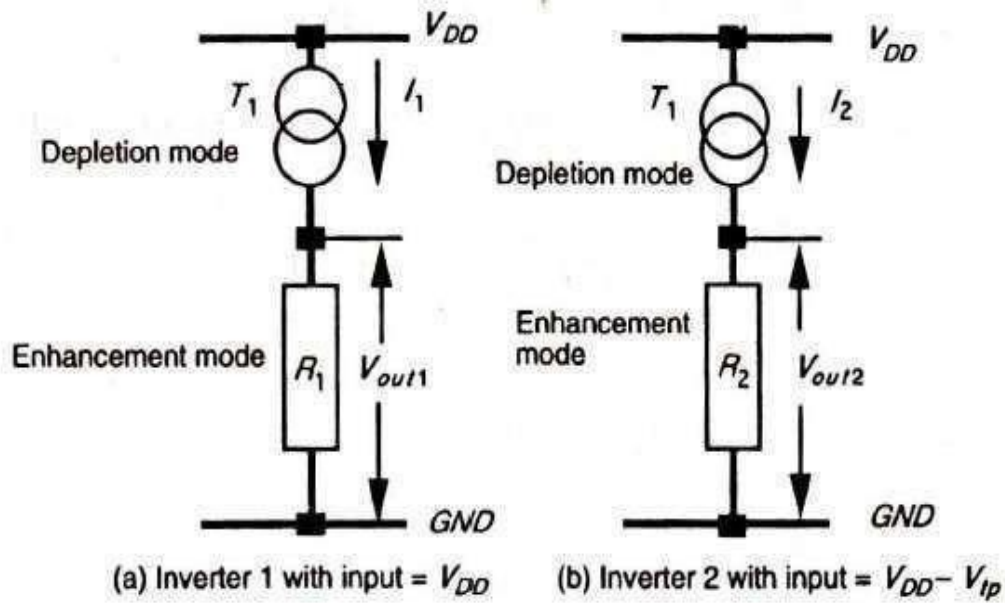 V_DD
T_1
I_1
Depletion mode
Enhancement mode
R_1
V_out1
GND
(a) Inverter 1 with input = V_DD
V_DD
T_1
I_2
Depletion mode
Enhancement
mode
R_2
V_out2
GND
(b) Inverter 2 with input = V_DD – V_tp